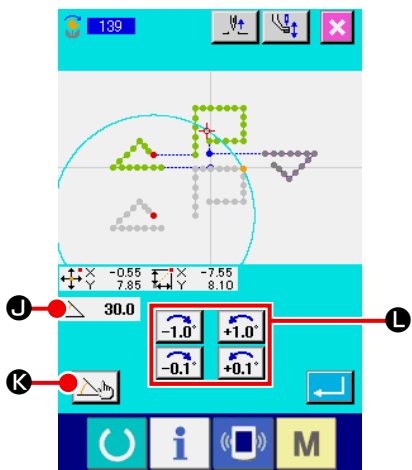 139
X -0.55 X -7.55
Y 7.85 Y 8.10
J 30.0 L
-1.0° +1.0°
K -0.1° +0.1°
i M